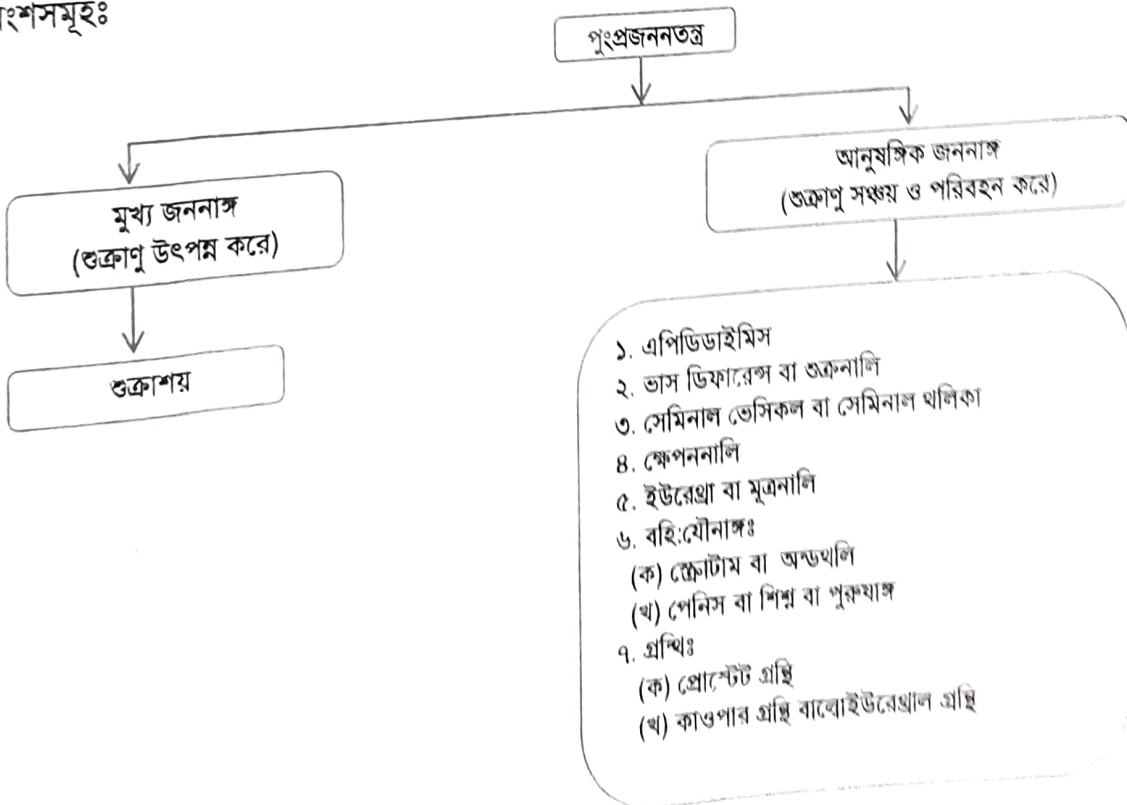 ংশসমূহঃ
পুংপ্রজননতন্ত্র
মুখ্য জননাঙ্গ
(শুক্রাণু উৎপন্ন করে)
শুক্রাশয়
আনুষঙ্গিক জননাঙ্গ
(শুক্রাণু সঞ্চয় ও পরিবহন করে)
১. এপিডিডাইমিস
২. ভাস ডিফারেন্স বা শুক্রনালি
৩. সেমিনাল ভেসিকল বা সেমিনাল থলিকা
৪. ক্ষেপননালি
৫. ইউরেথ্রা বা মূত্রনালি
৬. বহি:যৌনাঙ্গঃ
(ক) স্ক্রোটাম বা অন্ডথলি
(খ) পেনিস বা শিশ্ন বা পুরুষাঙ্গ
৭. গ্রন্থিঃ
(ক) প্রোস্টেট গ্রন্থি
(খ) কাওপার গ্রন্থি বাল্বোইউরেথ্রাল গ্রন্থি